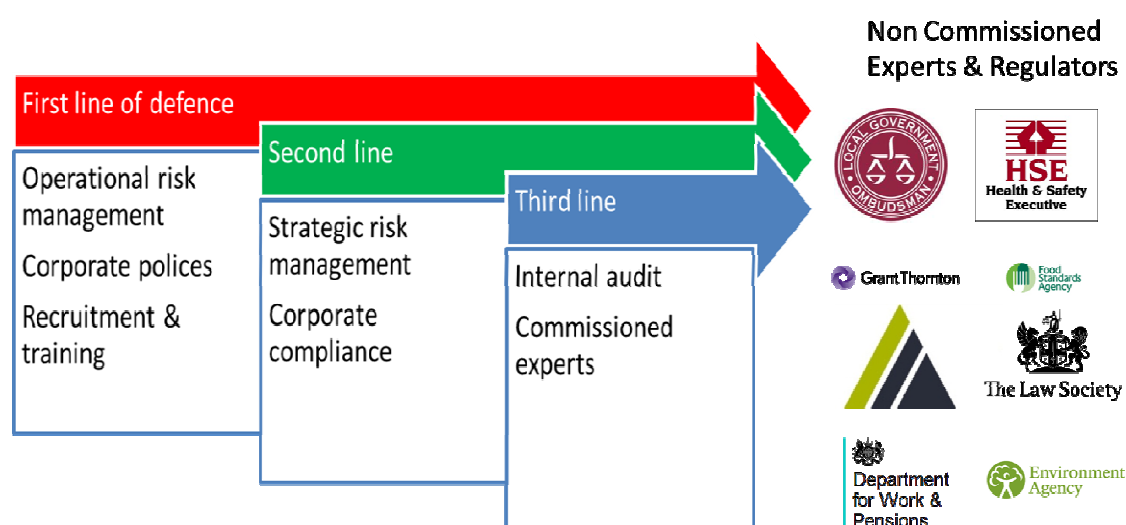 Non Commissioned
Experts & Regulators
First line of defence
Operational risk
management
Corporate polices
Recruitment &
training
Second line
Strategic risk
management
Corporate
compliance
Third line
Internal audit
Commissioned
experts
LOCAL GOVERNMENT
OMBUDSMAN
HSE
Health & Safety
Executive
Grant Thornton
Food
Standards
Agency
The Law Society
Department
for Work &
Pensions
Environment
Agency